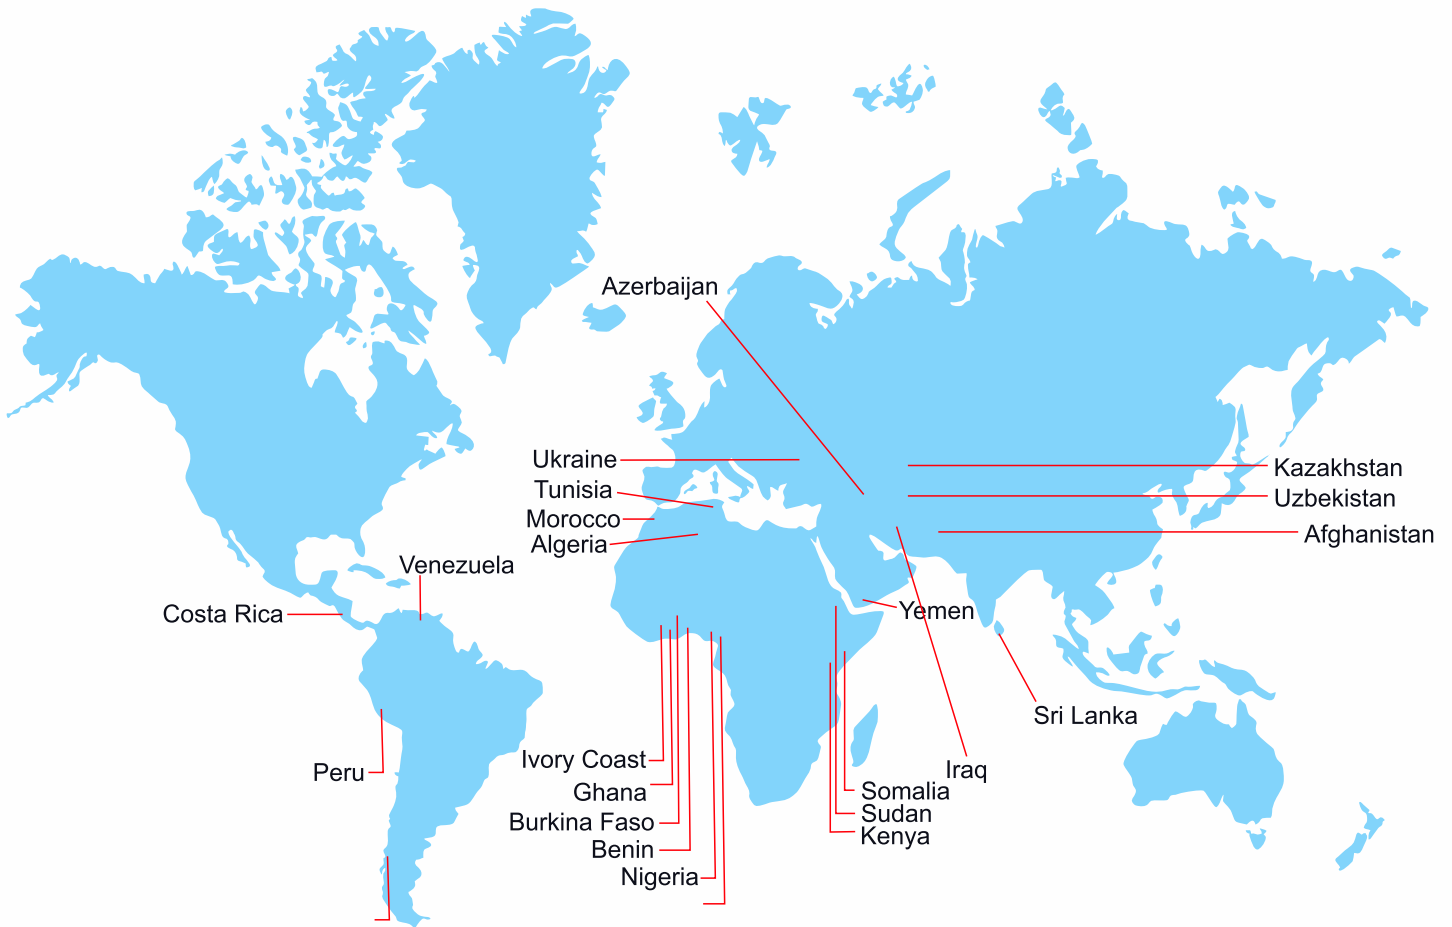 Azerbaijan
Ukraine
Kazakhstan
Tunisia
Uzbekistan
Morocco
Afghanistan
Algeria
Venezuela
Costa Rica
Yemen
Sri Lanka
Ivory Coast
Peru
Iraq
Ghana
Somalia
Sudan
Burkina Faso
Kenya
Benin
Nigeria